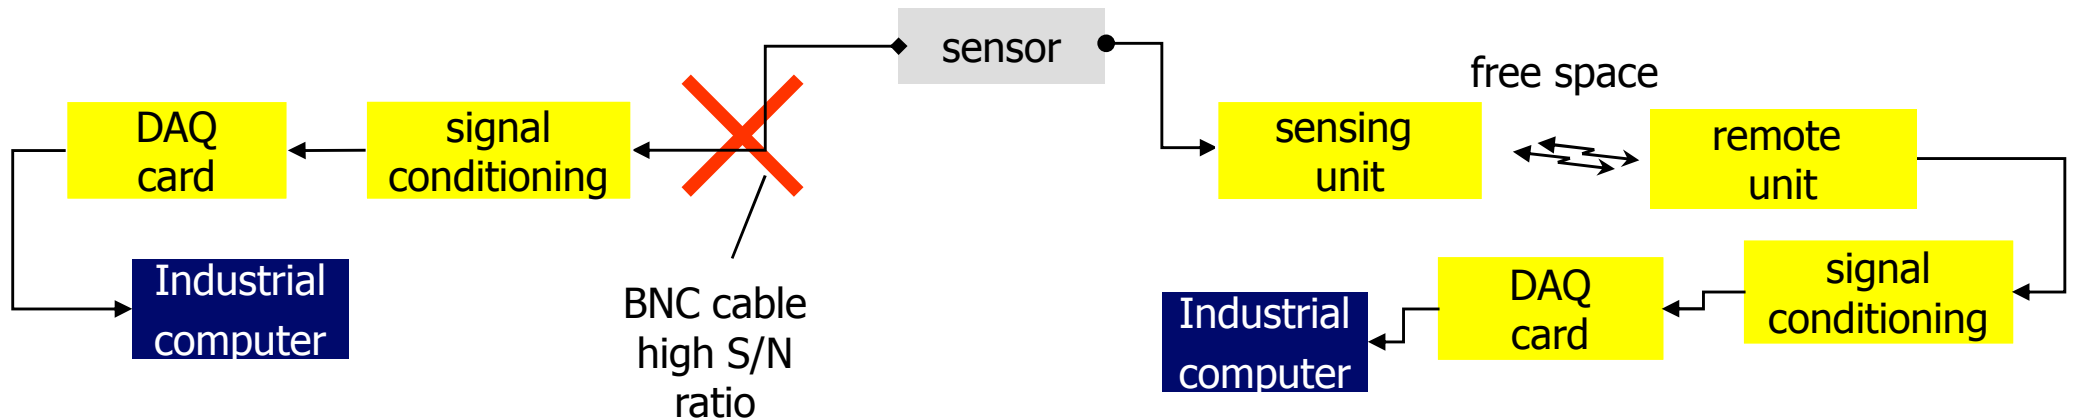 sensor
free space
DAQ
card
signal
conditioning
sensing
unit
remote
unit
Industrial
computer
BNC cable
high S/N
ratio
Industrial
computer
DAQ
card
signal
conditioning